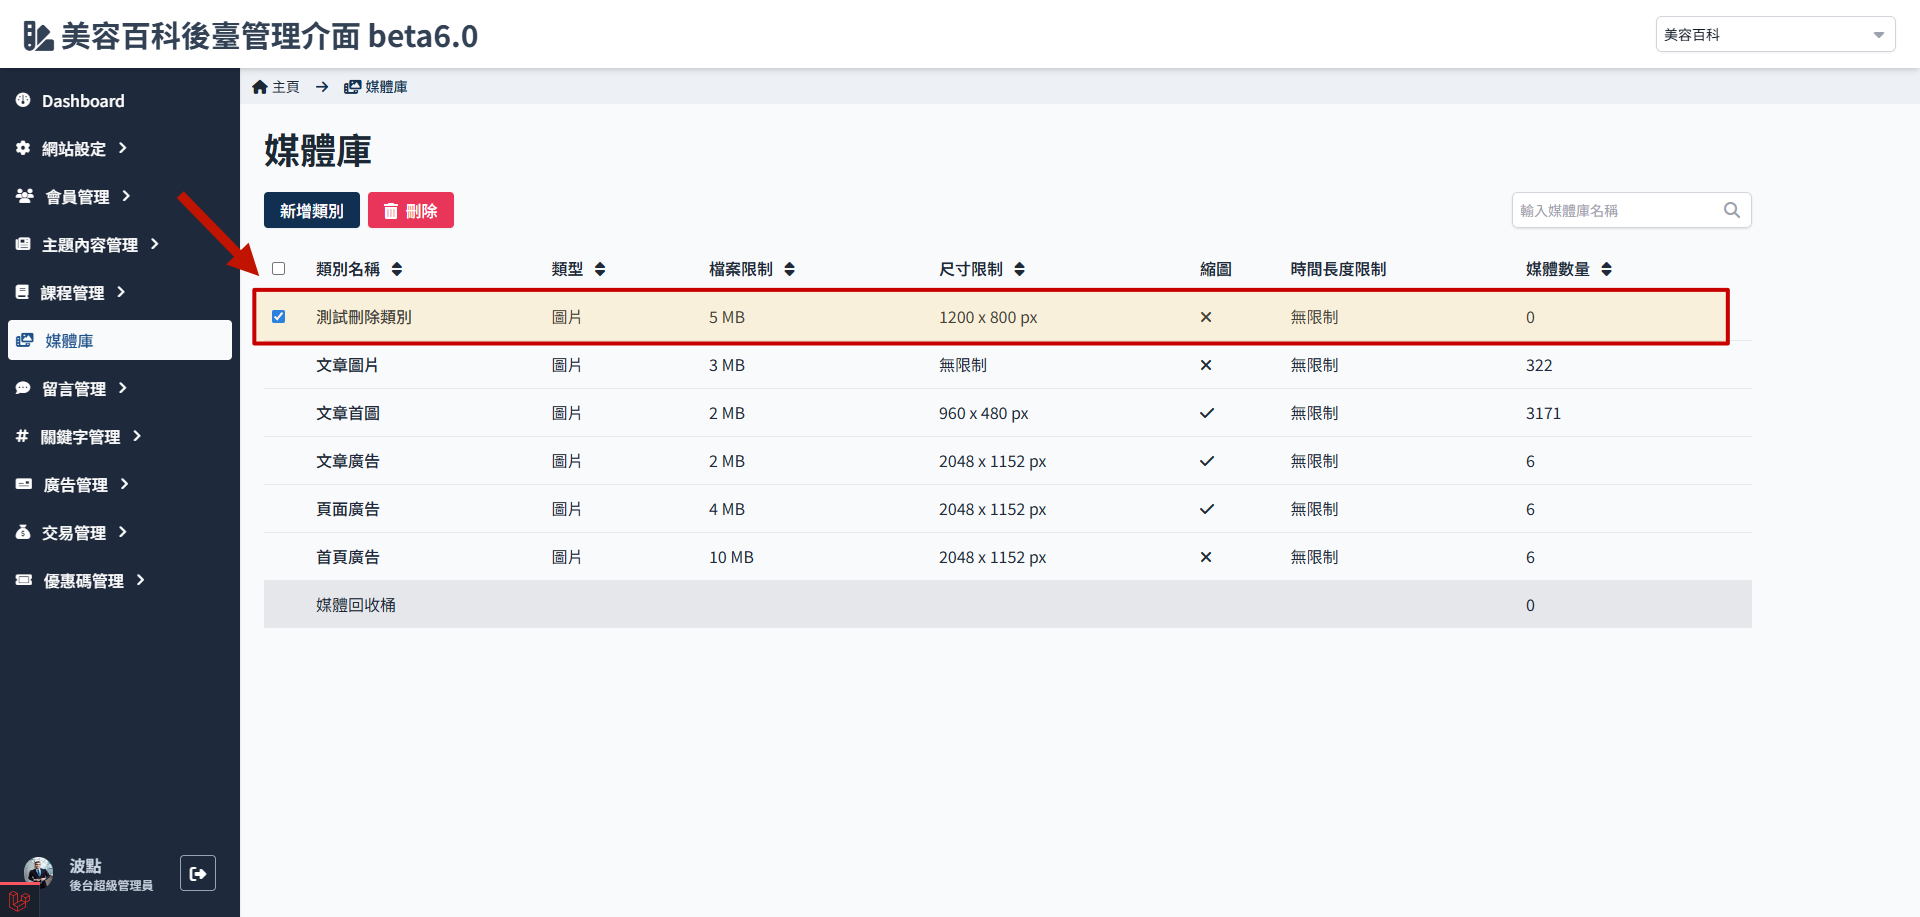 美容百科後臺管理介面 beta6.0
美容百科
Dashboard
網站設定
會員管理
主題內容管理
課程管理
媒體庫
留言管理
關鍵字管理
廣告管理
交易管理
優惠碼管理
波點
後台超級管理員
主頁 → 媒體庫
媒體庫
新增類別 刪除
輸入媒體庫名稱
類別名稱 類型 檔案限制 尺寸限制 縮圖 時間長度限制 媒體數量
測試刪除類別 圖片 5 MB 1200 x 800 px ✕ 無限制 0
文章圖片 圖片 3 MB 無限制 ✕ 無限制 322
文章首圖 圖片 2 MB 960 x 480 px ✓ 無限制 3171
文章廣告 圖片 2 MB 2048 x 1152 px ✓ 無限制 6
頁面廣告 圖片 4 MB 2048 x 1152 px ✓ 無限制 6
首頁廣告 圖片 10 MB 2048 x 1152 px ✕ 無限制 6
媒體回收桶 0